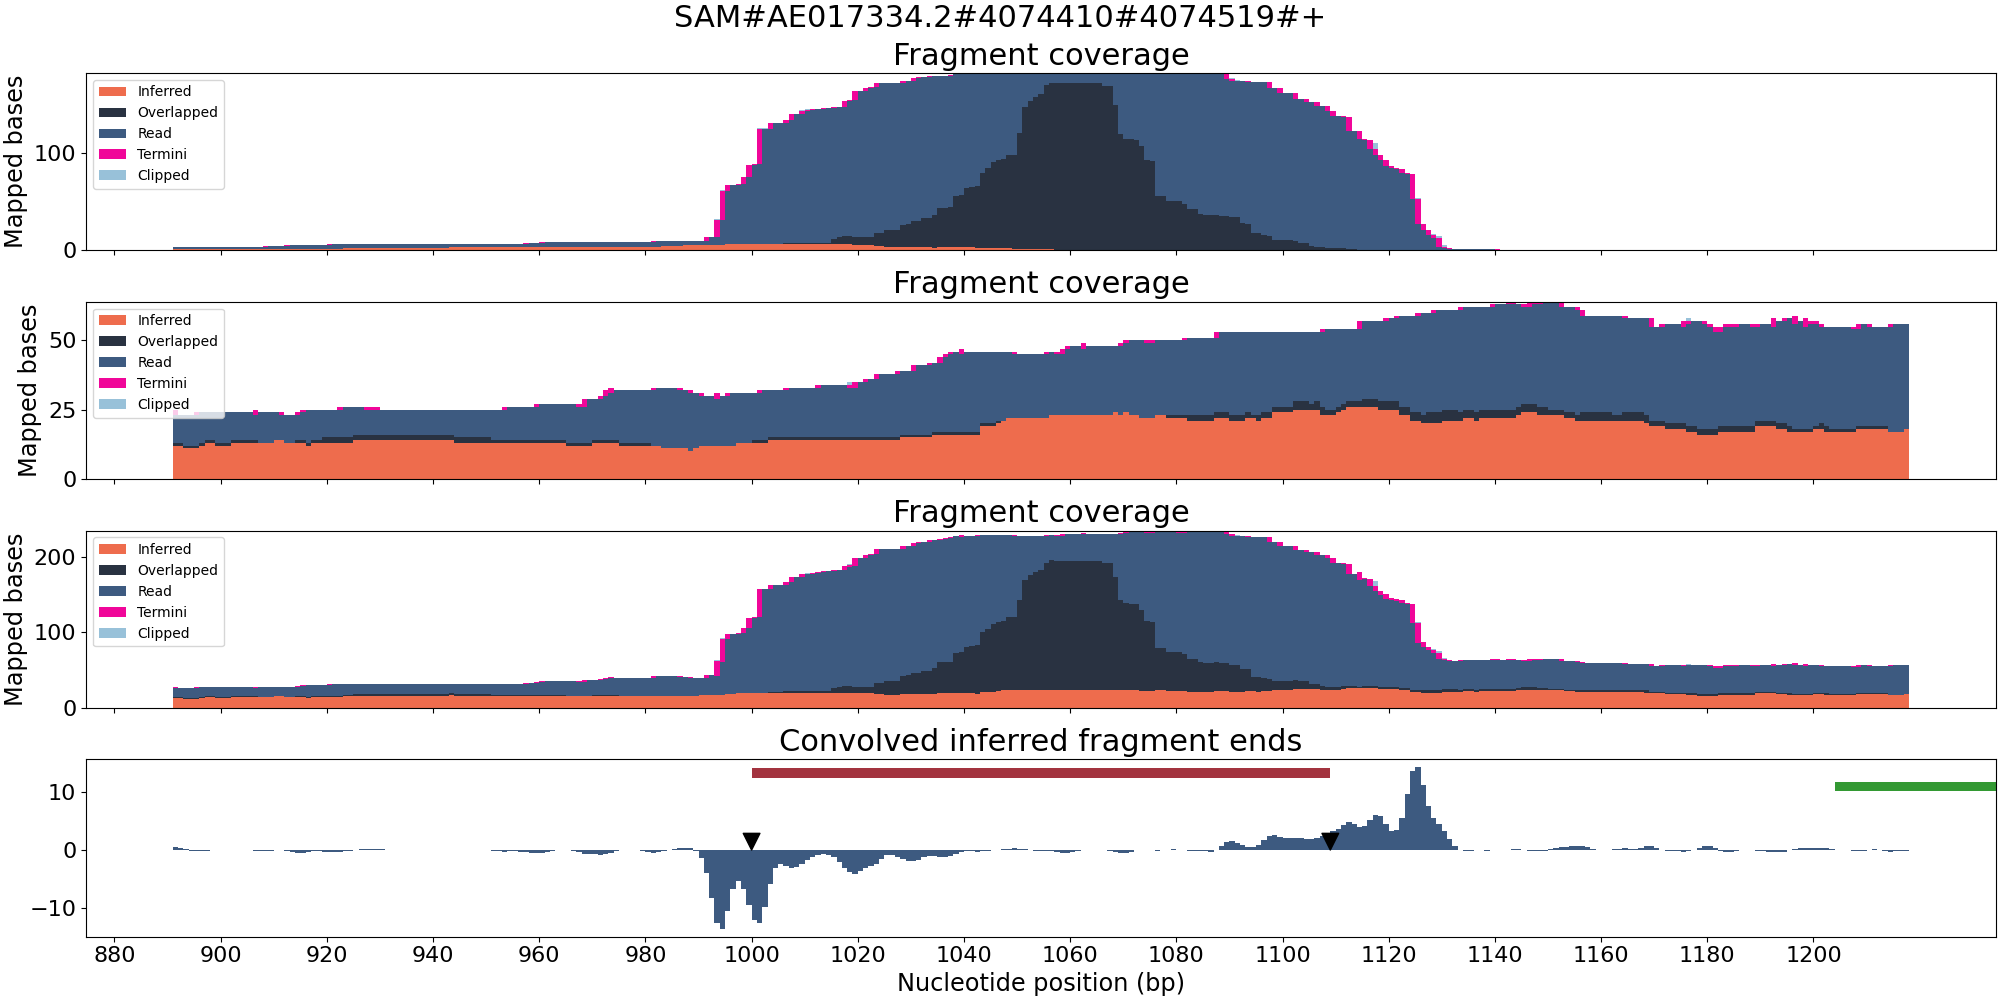 SAM#AE017334.2#4074410#4074519#+
Fragment coverage
Mapped bases
100
0
Inferred
Overlapped
Read
Termini
Clipped
Fragment coverage
Mapped bases
50
25
0
Inferred
Overlapped
Read
Termini
Clipped
Fragment coverage
Mapped bases
200
100
0
Inferred
Overlapped
Read
Termini
Clipped
Convolved inferred fragment ends
10
0
−10
880 900 920 940 960 980 1000 1020 1040 1060 1080 1100 1120 1140 1160 1180 1200
Nucleotide position (bp)